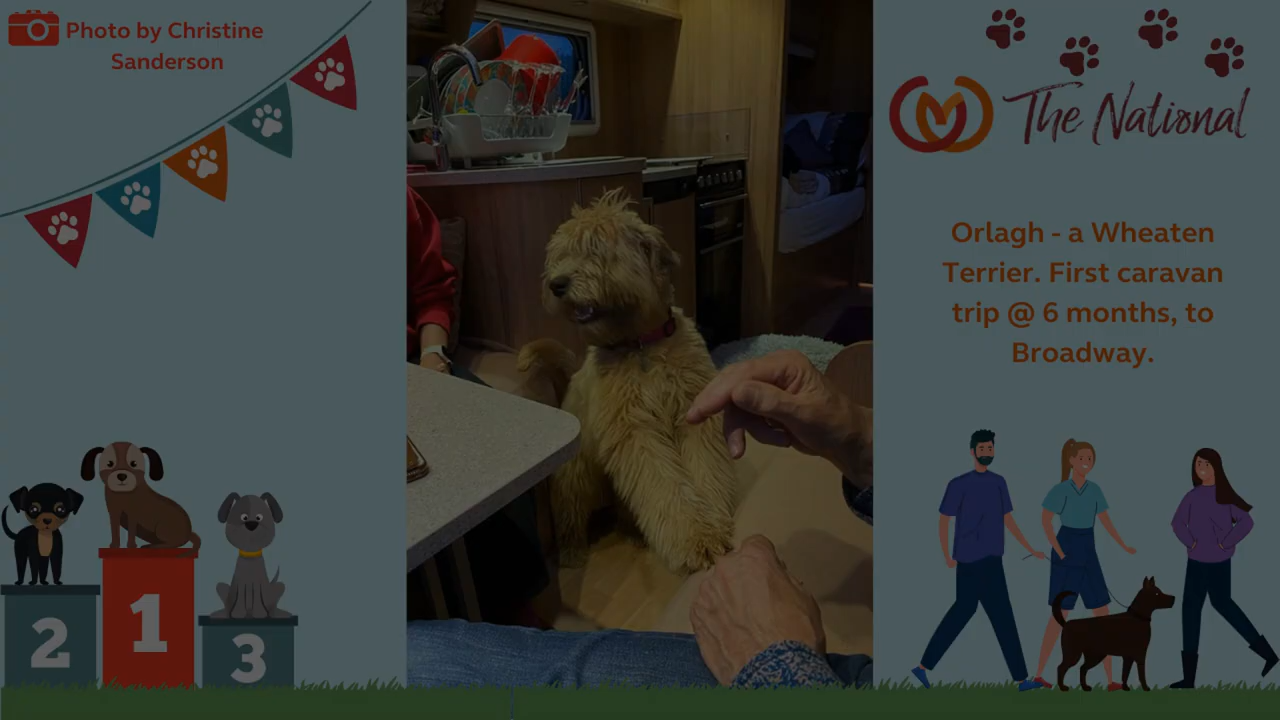 Photo by Christine
Sanderson
The National
Orlagh - a Wheaten
Terrier. First caravan
trip @ 6 months, to
Broadway.
2
1
3